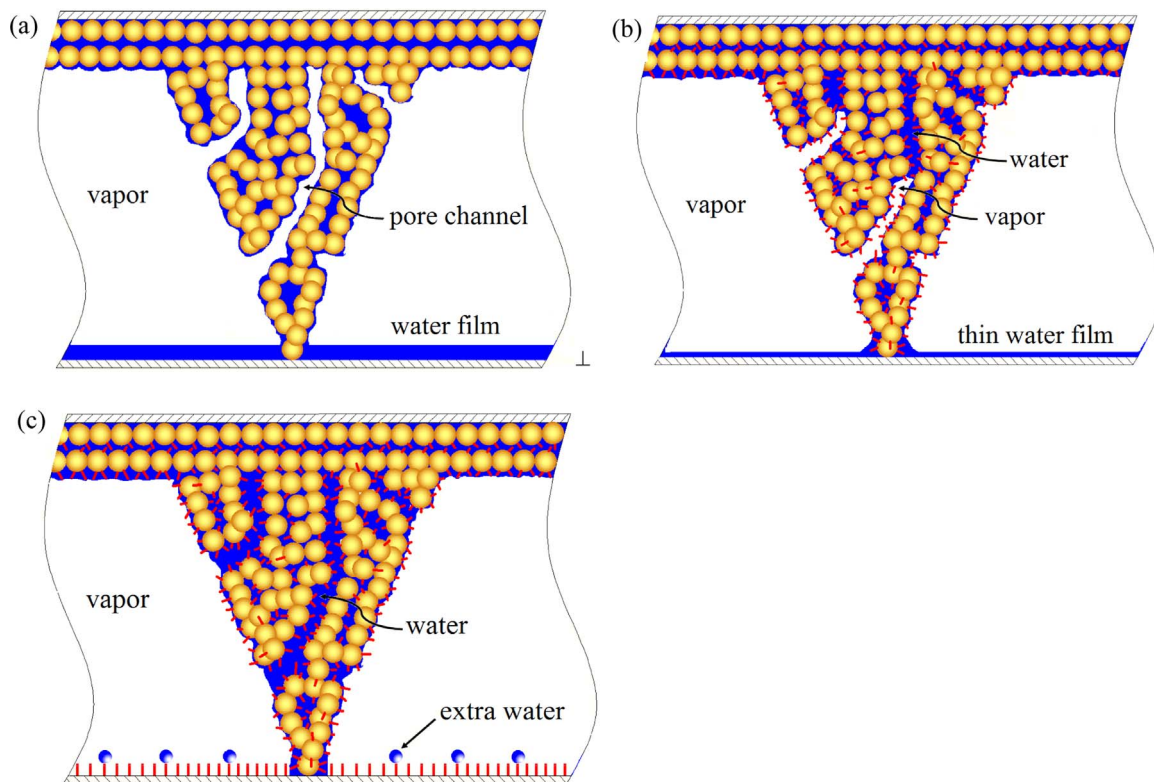 (a)
vapor
pore channel
water film
⊥
(b)
water
vapor
vapor
thin water film
(c)
vapor
water
extra water